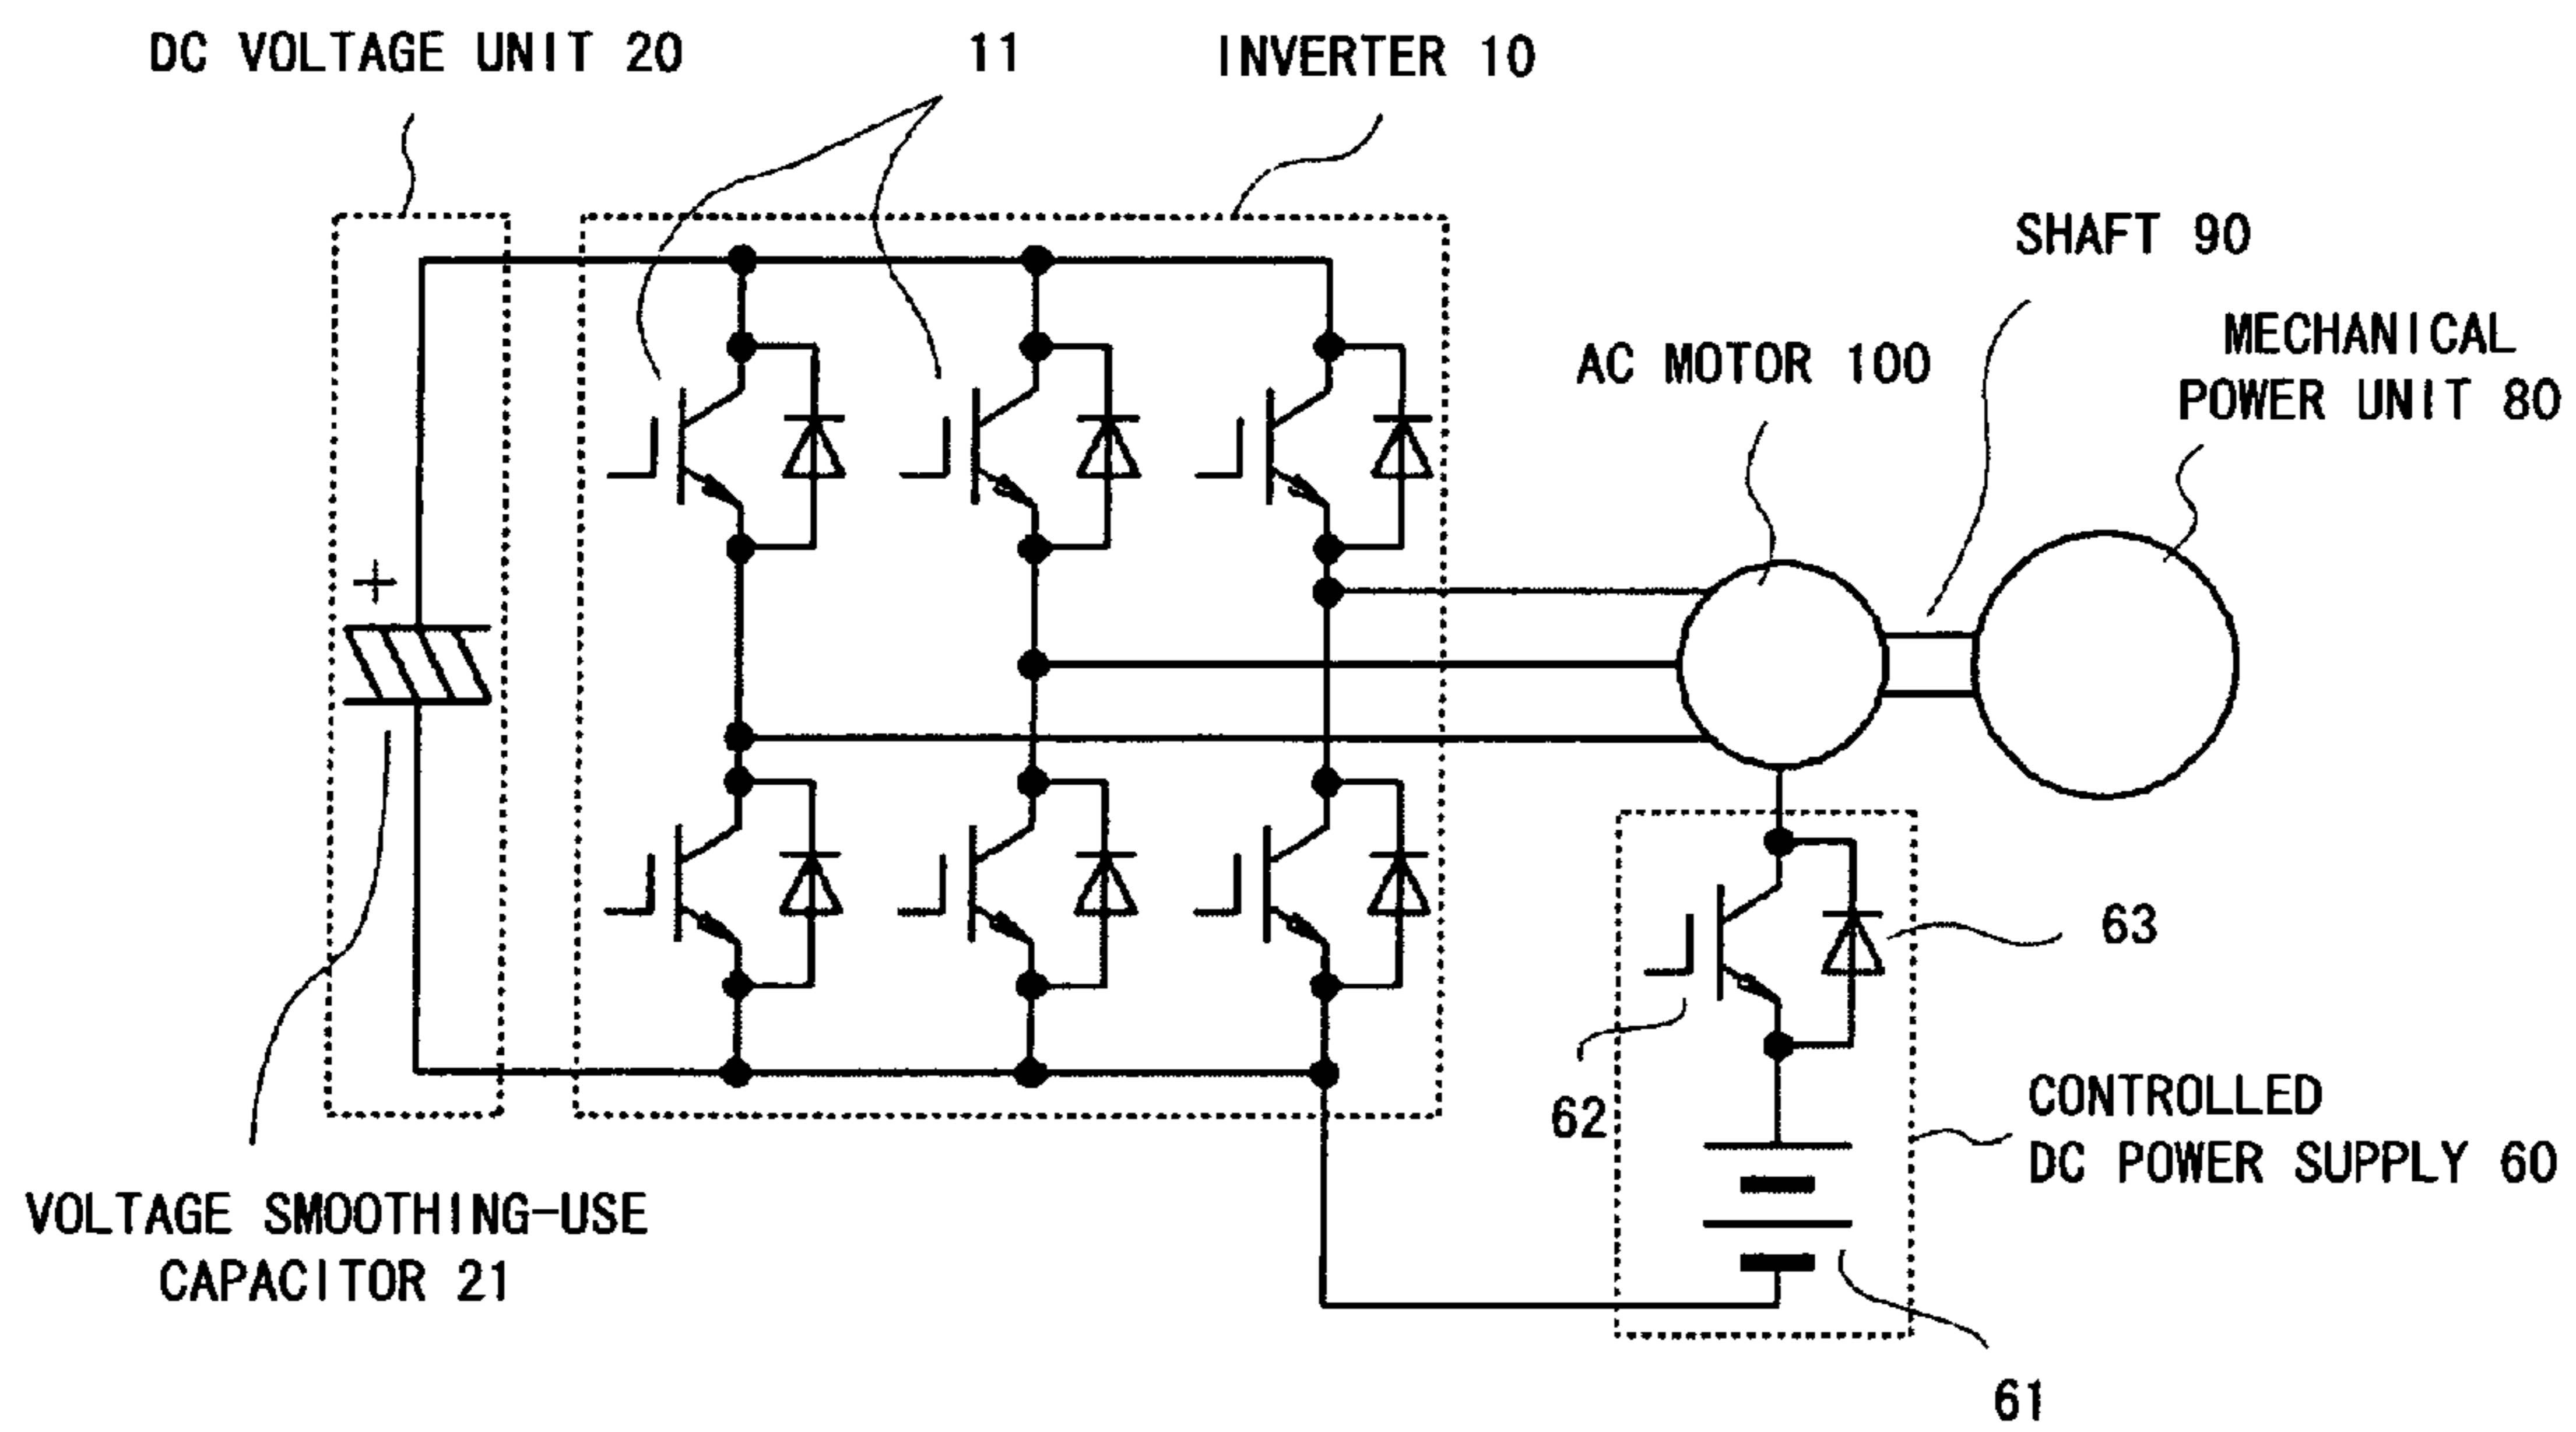 DC VOLTAGE UNIT 20
11
INVERTER 10
SHAFT 90
MECHANICAL
POWER UNIT 80
AC MOTOR 100
+
63
62
CONTROLLED
DC POWER SUPPLY 60
VOLTAGE SMOOTHING-USE
CAPACITOR 21
61